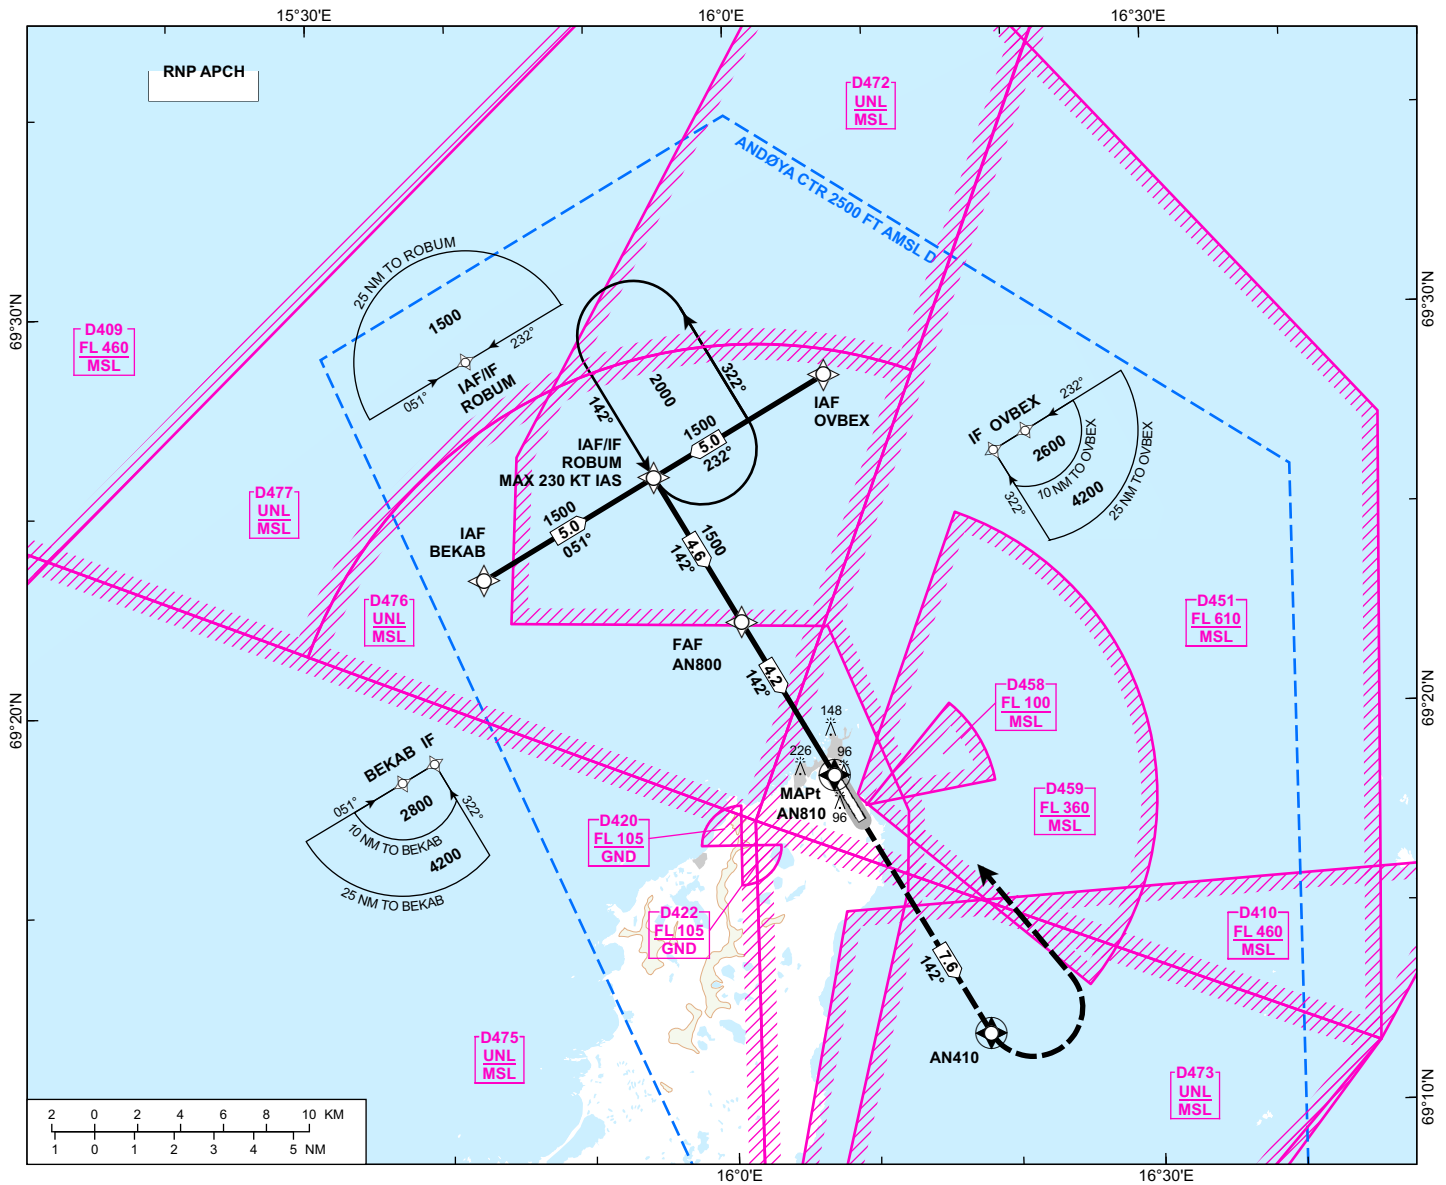 15°30'E
16°0'E
16°30'E
RNP APCH
D472
UNL
MSL
ANDØYA CTR 2500 FT AMSL D
25 NM TO ROBUM
1500
232°
051°
IAF/IF
ROBUM
69°30'N
69°30'N
D409
FL 460
MSL
322°
2000
142°
IAF
OVBEX
1500
5.0
232°
IAF/IF
ROBUM
MAX 230 KT IAS
IF OVBEX
232°
2600
10 NM TO OVBEX
4200
25 NM TO OVBEX
322°
D477
UNL
MSL
IAF
BEKAB
1500
5.0
051°
1500
4.6
142°
D476
UNL
MSL
D451
FL 610
MSL
FAF
AN800
4.2
142°
D458
FL 100
MSL
69°20'N
69°20'N
148
226
96
96
MAPt
AN810
BEKAB IF
051°
2800
322°
10 NM TO BEKAB
4200
25 NM TO BEKAB
D459
FL 360
MSL
D420
FL 105
GND
D422
FL 105
GND
D410
FL 460
MSL
7.6
142°
AN410
D475
UNL
MSL
D473
UNL
MSL
69°10'N
2 0 2 4 6 8 10 KM
1 0 1 2 3 4 5 NM
16°0'E
16°30'E